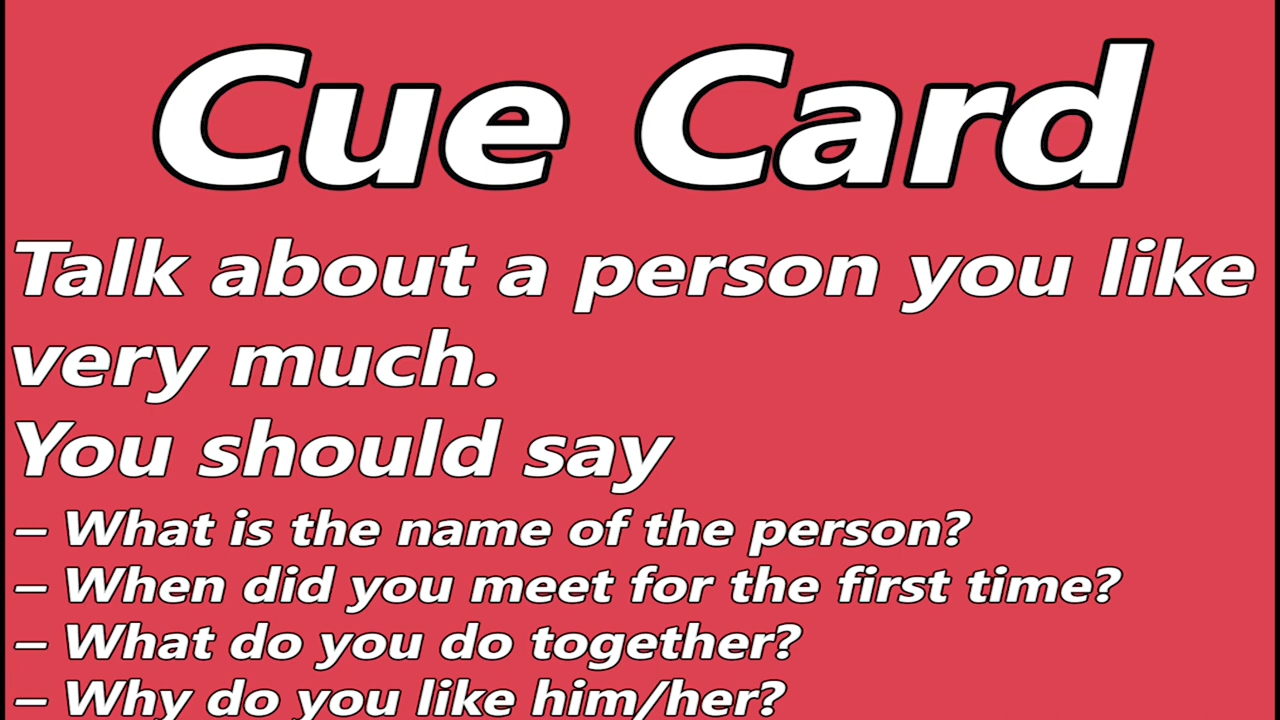 Cue Card
Talk about a person you like
very much.
You should say
– What is the name of the person?
– When did you meet for the first time?
– What do you do together?
– Why do you like him/her?